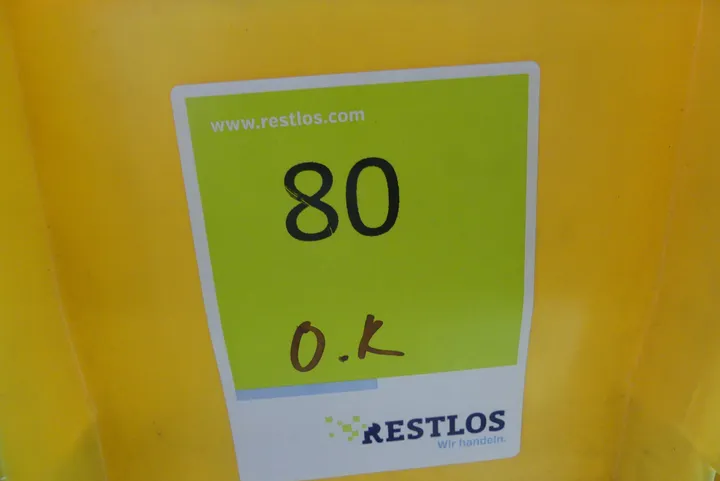 www.restlos.com
80
O.K
RESTLOS
Wir handeln.